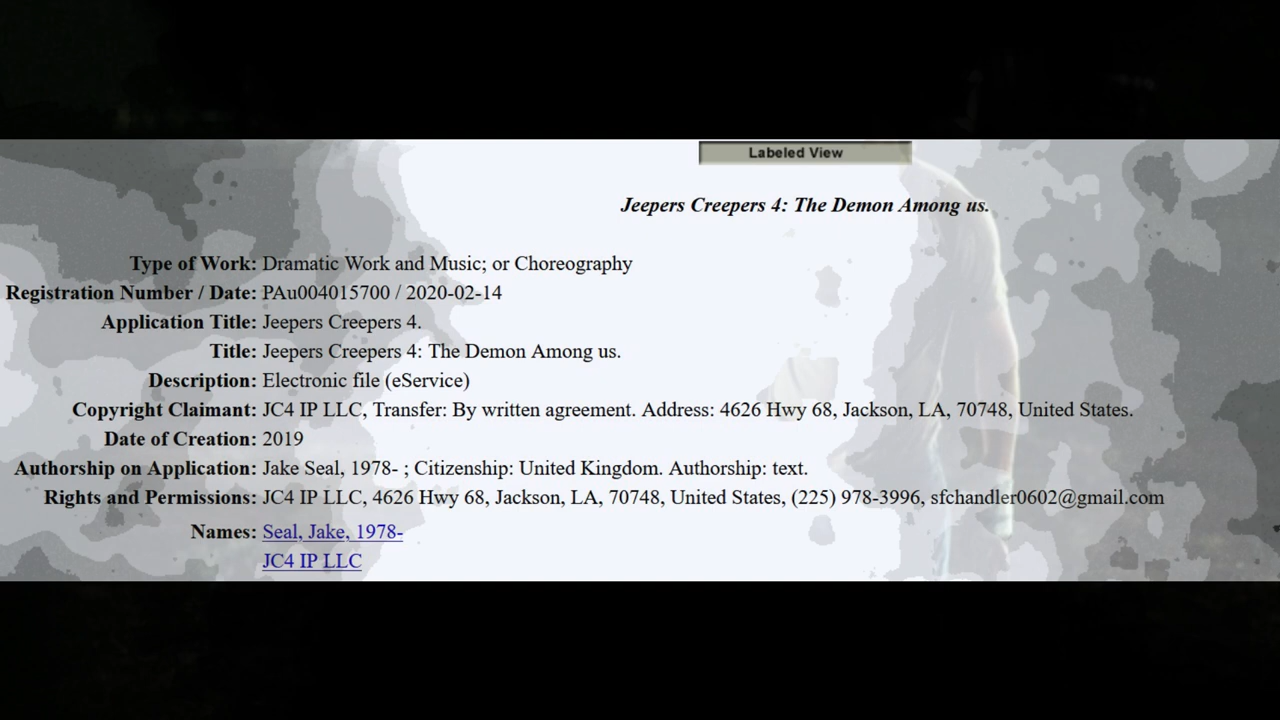 Labeled View
Jeepers Creepers 4: The Demon Among us.
Type of Work: Dramatic Work and Music; or Choreography
Registration Number / Date: PAu004015700 / 2020-02-14
Application Title: Jeepers Creepers 4.
Title: Jeepers Creepers 4: The Demon Among us.
Description: Electronic file (eService)
Copyright Claimant: JC4 IP LLC, Transfer: By written agreement. Address: 4626 Hwy 68, Jackson, LA, 70748, United States.
Date of Creation: 2019
Authorship on Application: Jake Seal, 1978- ; Citizenship: United Kingdom. Authorship: text.
Rights and Permissions: JC4 IP LLC, 4626 Hwy 68, Jackson, LA, 70748, United States, (225) 978-3996, sfchandler0602@gmail.com
Names: Seal, Jake, 1978-
JC4 IP LLC